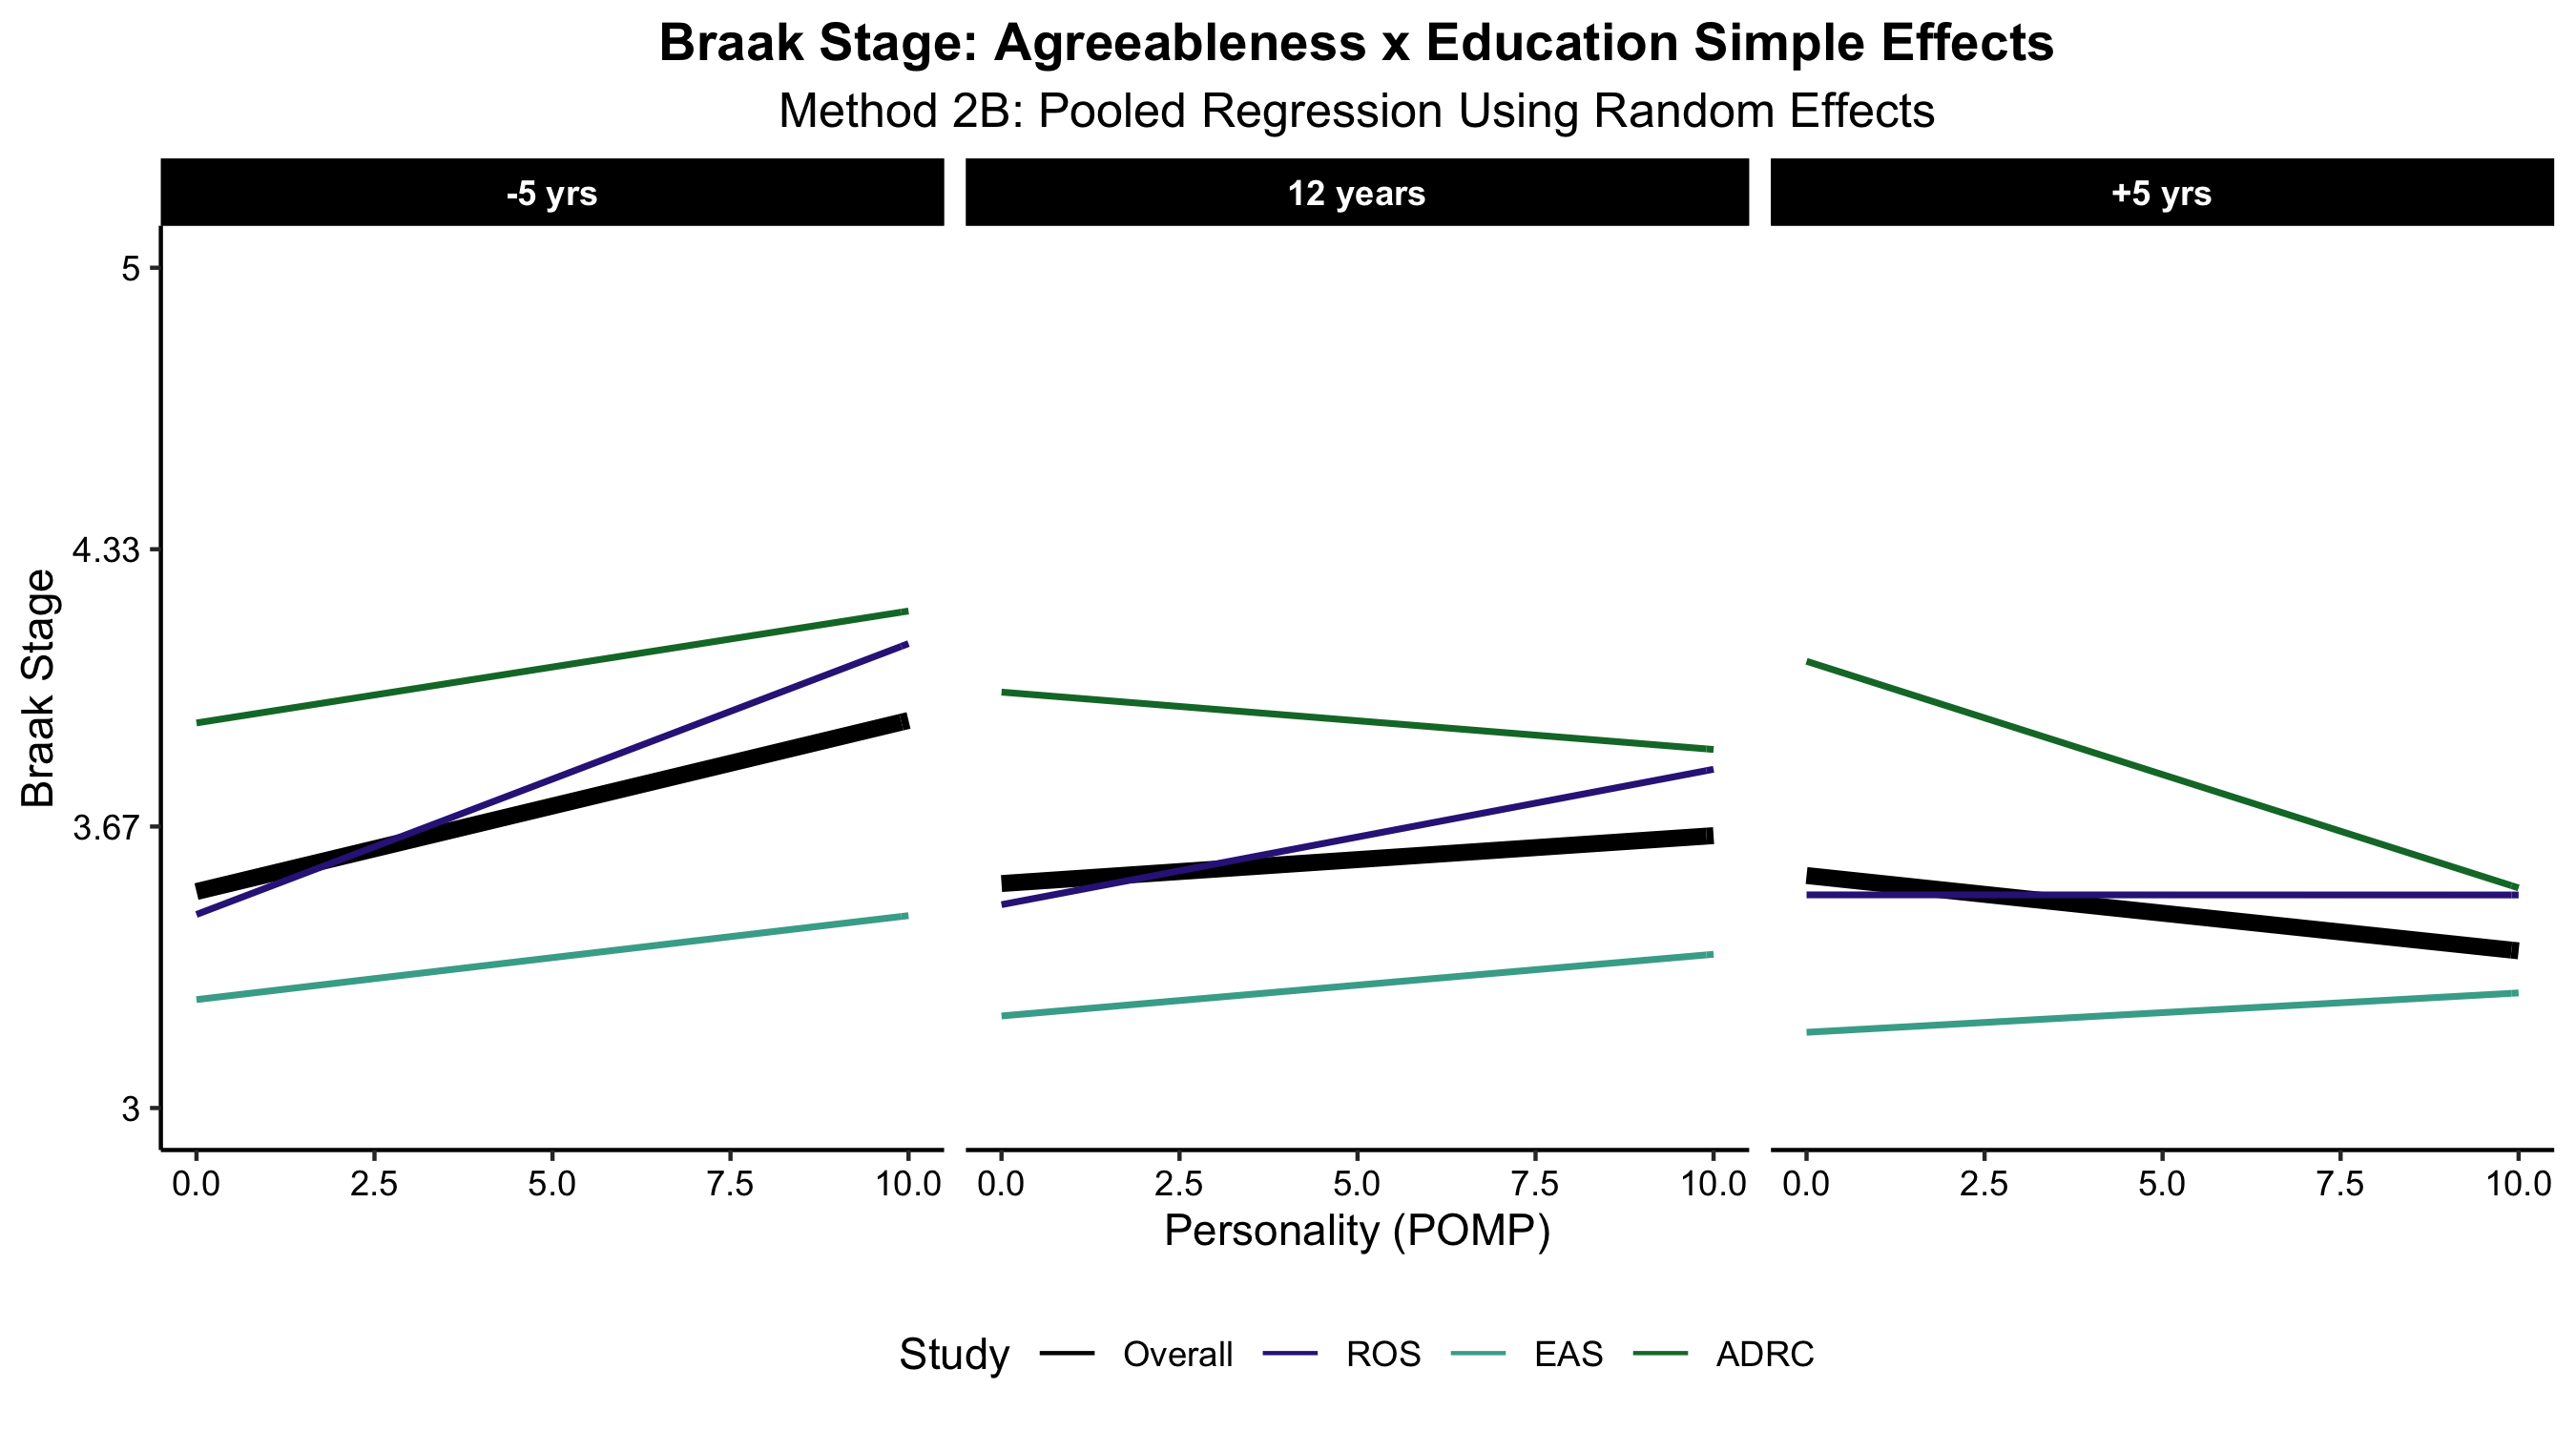 Braak Stage: Agreeableness x Education Simple Effects
Method 2B: Pooled Regression Using Random Effects
-5 yrs 12 years +5 yrs
Braak Stage
5
4.33
3.67
3
0.0 2.5 5.0 7.5 10.0 0.0 2.5 5.0 7.5 10.0 0.0 2.5 5.0 7.5 10.0
Personality (POMP)
Study Overall ROS EAS ADRC